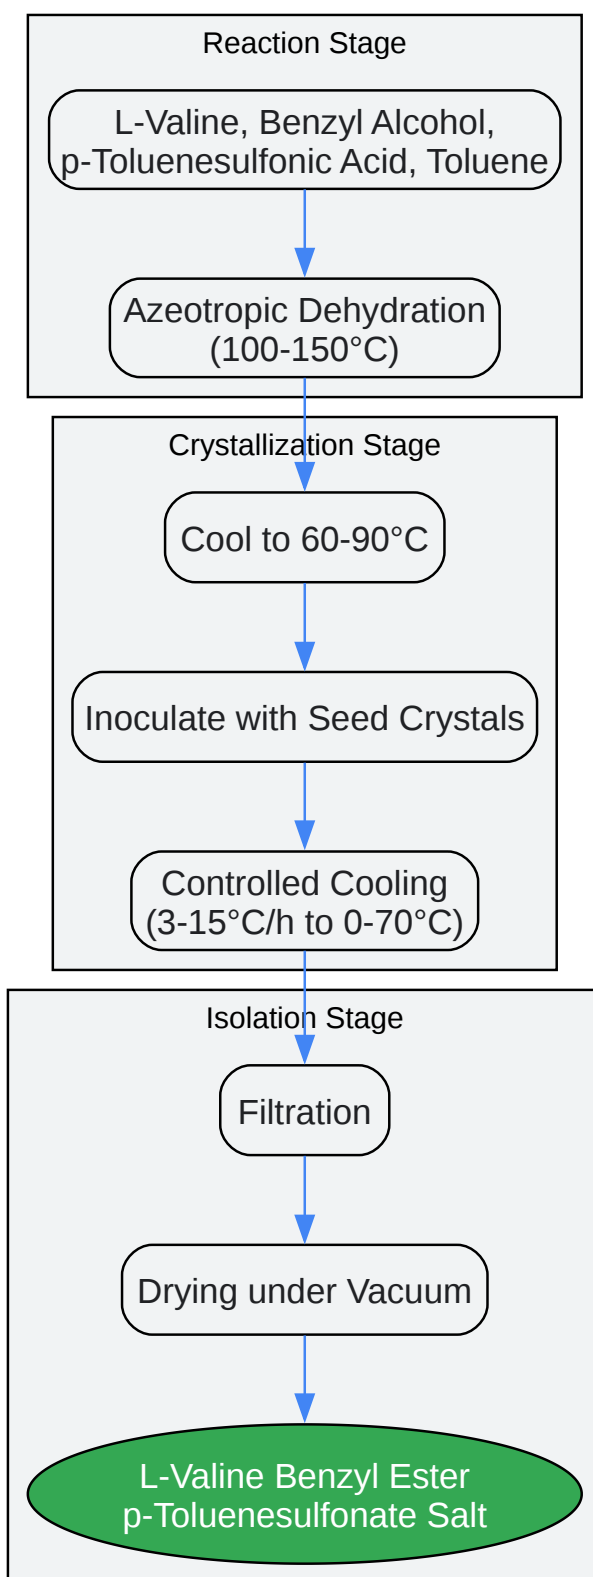 Reaction Stage
L-Valine, Benzyl Alcohol,
p-Toluenesulfonic Acid, Toluene
Azeotropic Dehydration
(100-150°C)
Crystallization Stage
Cool to 60-90°C
Inoculate with Seed Crystals
Controlled Cooling
(3-15°C/h to 0-70°C)
Isolation Stage
Filtration
Drying under Vacuum
L-Valine Benzyl Ester
p-Toluenesulfonate Salt